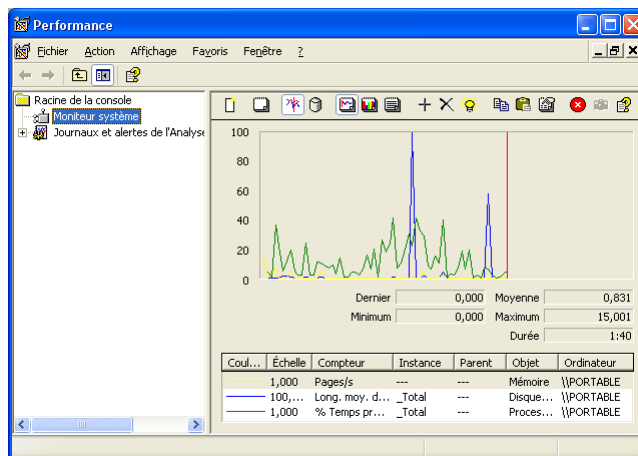 Performance
Fichier Action Affichage Favoris Fenêtre ?
Racine de la console
Moniteur système
Journaux et alertes de l'Analyse
100
80
60
40
20
0
Dernier 0,000 Moyenne 0,831
Minimum 0,000 Maximum 15,001
Durée 1:40
Coul... Échelle Compteur Instance Parent Objet Ordinateur
1,000 Pages/s --- --- Mémoire \\PORTABLE
100,... Long. moy. d... _Total --- Disque... \\PORTABLE
1,000 % Temps pr... _Total --- Proces... \\PORTABLE